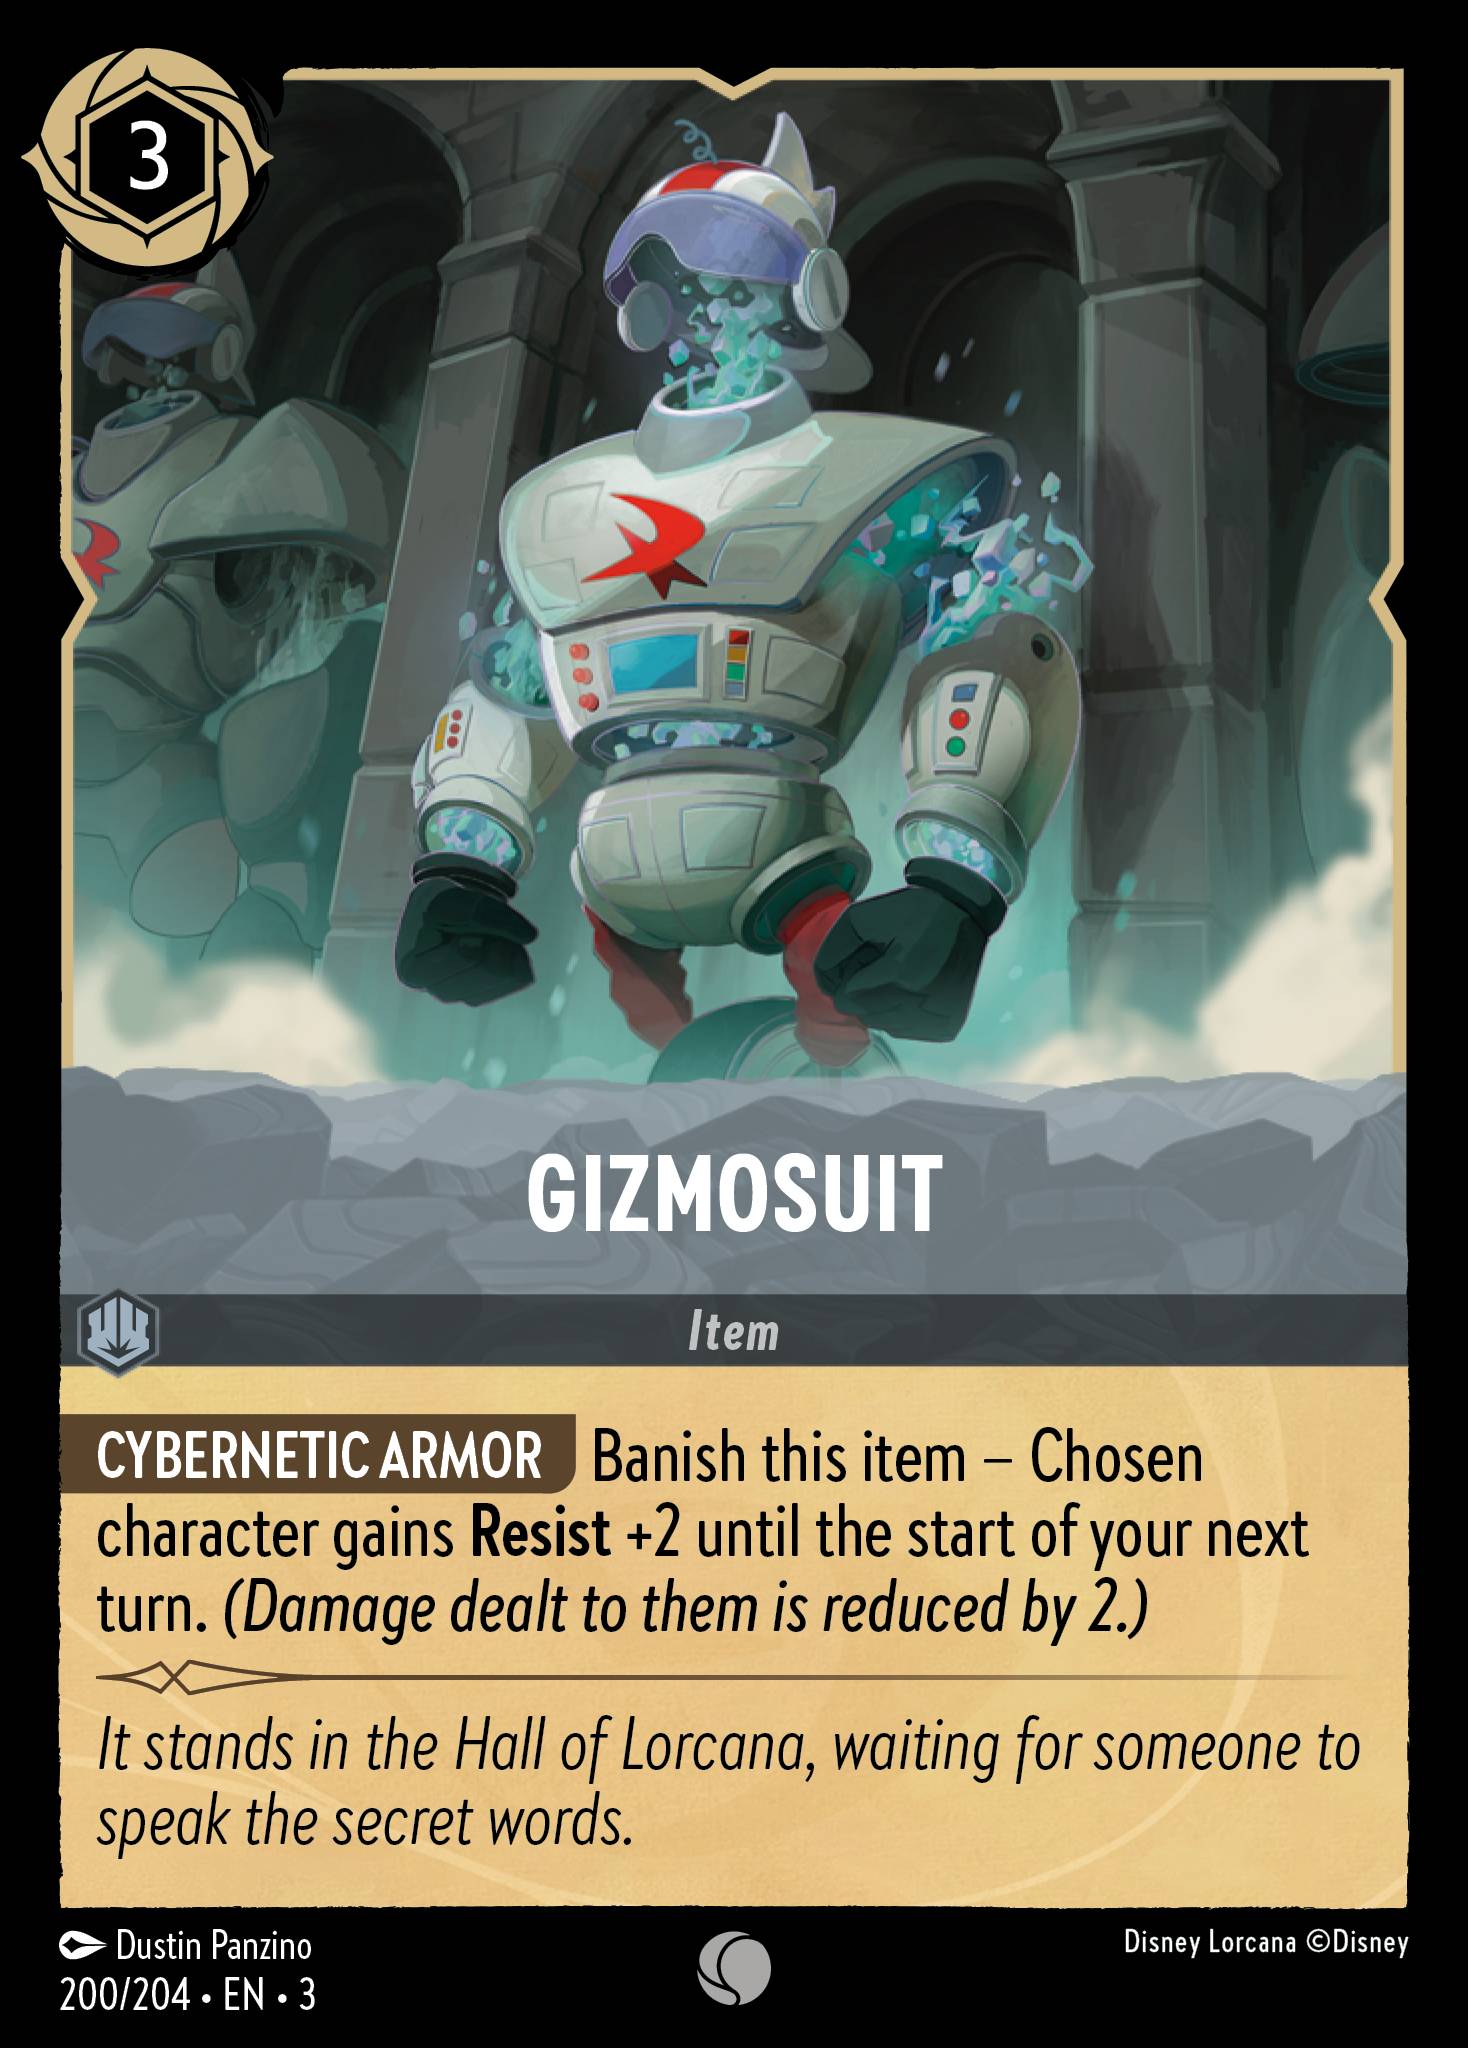 3
GIZMOSUIT
Item
CYBERNETIC ARMOR Banish this item – Chosen
character gains Resist +2 until the start of your next
turn. (Damage dealt to them is reduced by 2.)
It stands in the Hall of Lorcana, waiting for someone to
speak the secret words.
Dustin Panzino
Disney Lorcana ©Disney
200/204 • EN • 3